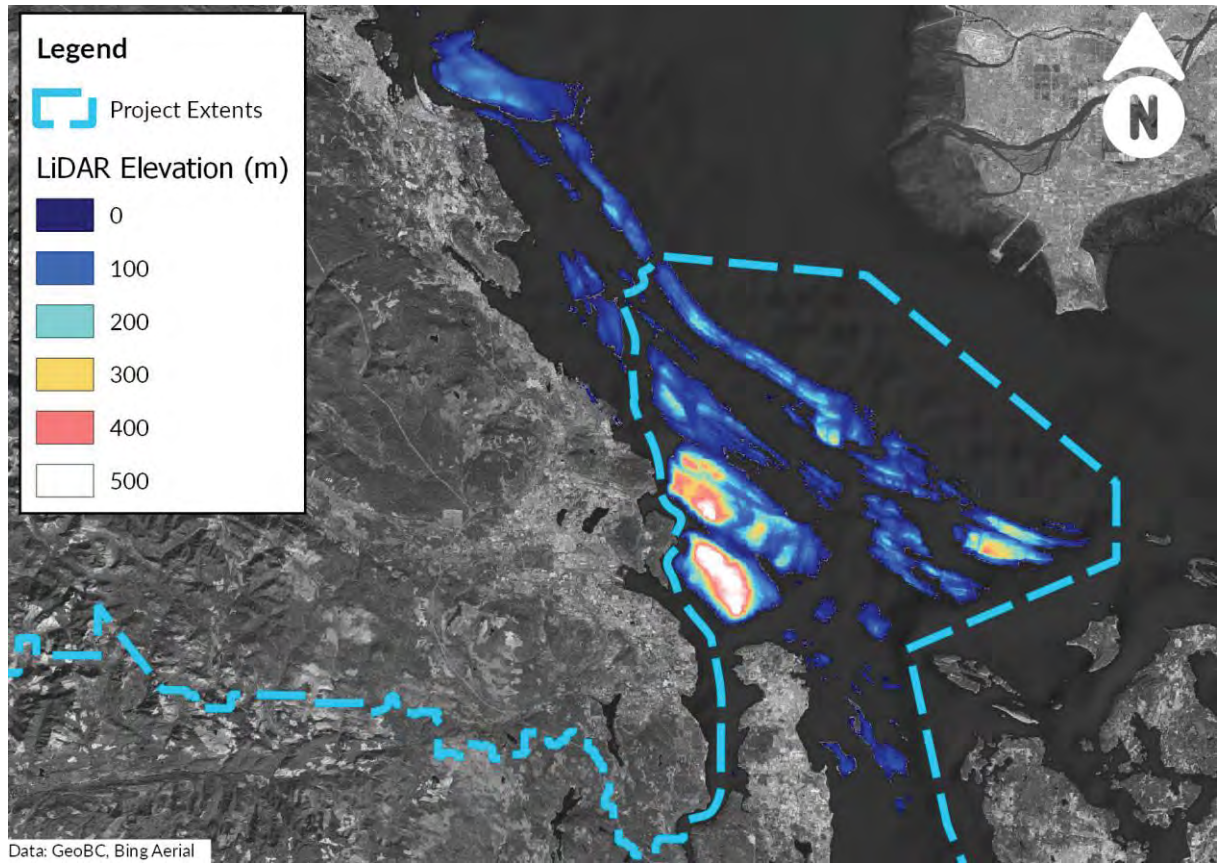 Legend
Project Extents
LiDAR Elevation (m)
0
100
200
300
400
500
N
Data: GeoBC, Bing Aerial